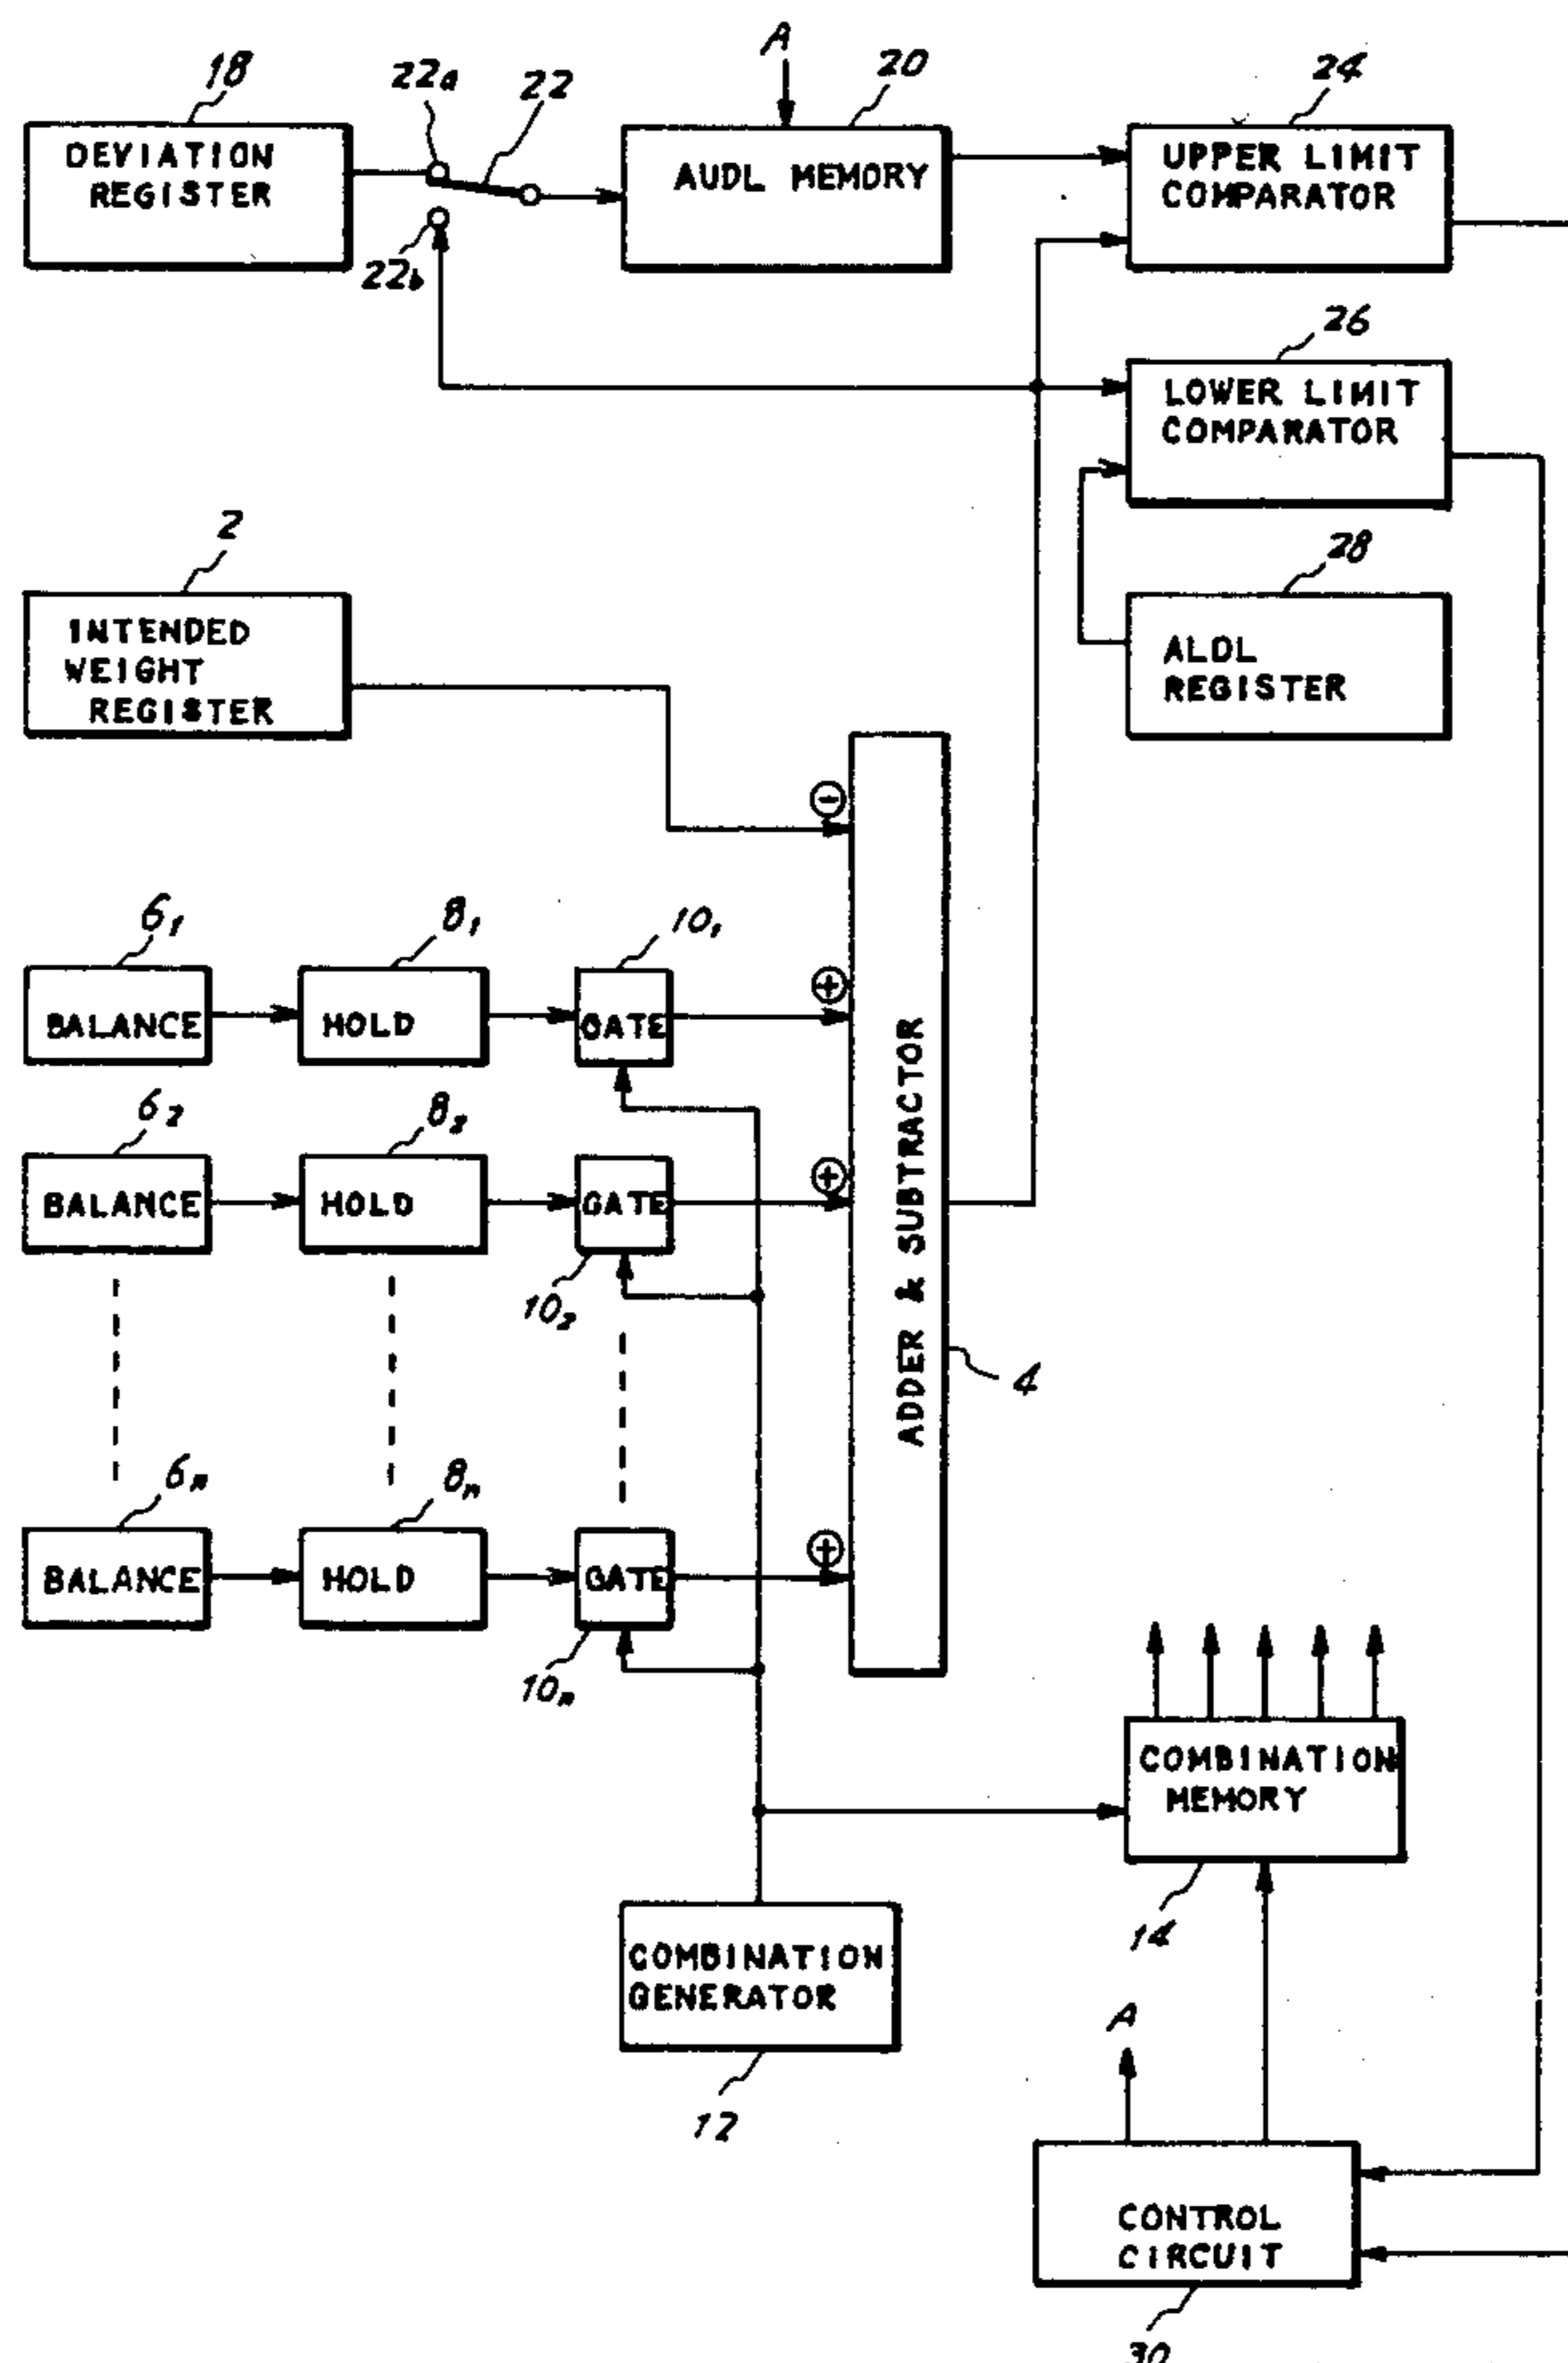 18
22a
22
A
20
24
DEVIATION
REGISTER
AUDL MEMORY
UPPER LIMIT
COMPARATOR
22b
26
LOWER LIMIT
COMPARATOR
2
28
INTENDED
WEIGHT
REGISTER
ALDL
REGISTER
−
6₁
8₁
10₁
+
BALANCE
HOLD
GATE
6₂
8₂
+
BALANCE
HOLD
GATE
10₂
ADDER & SUBTRACTOR
4
6ₙ
8ₙ
+
BALANCE
HOLD
GATE
10ₙ
COMBINATION
MEMORY
14
COMBINATION
GENERATOR
12
A
CONTROL
CIRCUIT
30